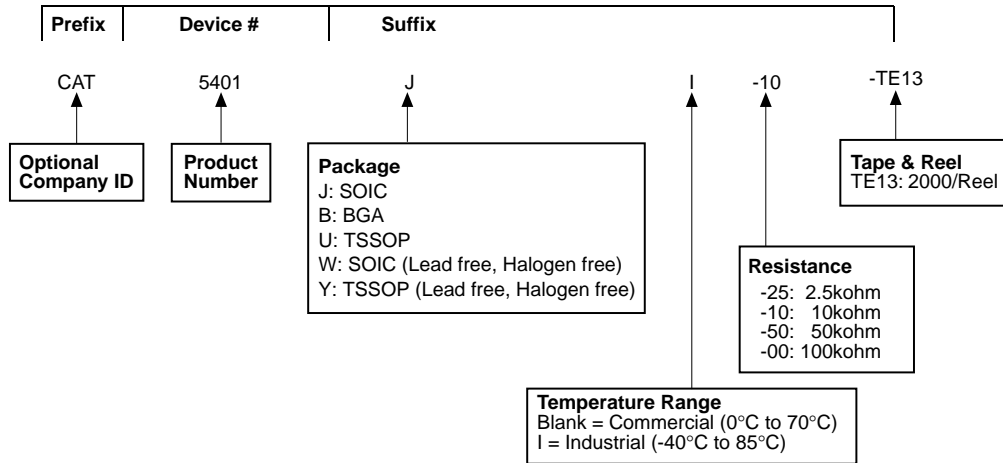 Prefix Device # Suffix
CAT 5401 J I -10 -TE13
Optional
Company ID
Product
Number
Package
J: SOIC
B: BGA
U: TSSOP
W: SOIC (Lead free, Halogen free)
Y: TSSOP (Lead free, Halogen free)
Tape & Reel
TE13: 2000/Reel
Resistance
-25: 2.5kohm
-10: 10kohm
-50: 50kohm
-00: 100kohm
Temperature Range
Blank = Commercial (0°C to 70°C)
I = Industrial (-40°C to 85°C)